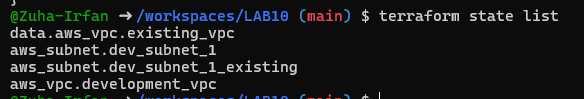 @Zuha-Irfan ➜ /workspaces/LAB10 (main) $ terraform state list
data.aws_vpc.existing_vpc
aws_subnet.dev_subnet_1
aws_subnet.dev_subnet_1_existing
aws_vpc.development_vpc
@Zuha-Irfan ➜ /workspaces/LAB10 (main) $